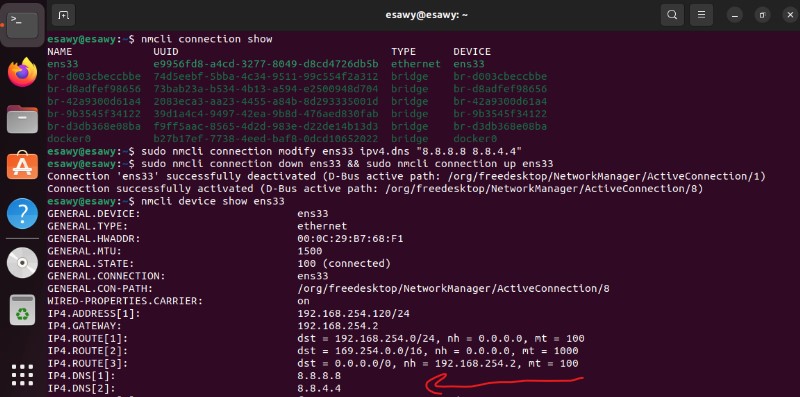 esawy@esawy: ~
esawy@esawy:~$ nmcli connection show
NAME UUID TYPE DEVICE
ens33 e9956fd8-a4cd-3277-8049-d8cd4726db5b ethernet ens33
br-d003cbeccbbe 74d5eebf-5bba-4c34-9511-99c554f2a312 bridge br-d003cbeccbbe
br-d8adfef98656 73bab23a-b534-4b13-a594-e2500948d704 bridge br-d8adfef98656
br-42a9300d61a4 2083eca3-aa23-4455-a84b-8d293335001d bridge br-42a9300d61a4
br-9b3545f34122 39d1a4c4-9497-42ea-9b8d-476aed830fab bridge br-9b3545f34122
br-d3db368e08ba f9ff5aac-8565-4d2d-983e-d22de14b13d3 bridge br-d3db368e08ba
docker0 b27b17ef-7738-4eed-baf8-0dcd10652022 bridge docker0
esawy@esawy:~$ sudo nmcli connection modify ens33 ipv4.dns "8.8.8.8 8.8.4.4"
esawy@esawy:~$ sudo nmcli connection down ens33 && sudo nmcli connection up ens33
Connection 'ens33' successfully deactivated (D-Bus active path: /org/freedesktop/NetworkManager/ActiveConnection/1)
Connection successfully activated (D-Bus active path: /org/freedesktop/NetworkManager/ActiveConnection/8)
esawy@esawy:~$ nmcli device show ens33
GENERAL.DEVICE: ens33
GENERAL.TYPE: ethernet
GENERAL.HWADDR: 00:0C:29:B7:68:F1
GENERAL.MTU: 1500
GENERAL.STATE: 100 (connected)
GENERAL.CONNECTION: ens33
GENERAL.CON-PATH: /org/freedesktop/NetworkManager/ActiveConnection/8
WIRED-PROPERTIES.CARRIER: on
IP4.ADDRESS[1]: 192.168.254.120/24
IP4.GATEWAY: 192.168.254.2
IP4.ROUTE[1]: dst = 192.168.254.0/24, nh = 0.0.0.0, mt = 100
IP4.ROUTE[2]: dst = 169.254.0.0/16, nh = 0.0.0.0, mt = 1000
IP4.ROUTE[3]: dst = 0.0.0.0/0, nh = 192.168.254.2, mt = 100
IP4.DNS[1]: 8.8.8.8
IP4.DNS[2]: 8.8.4.4